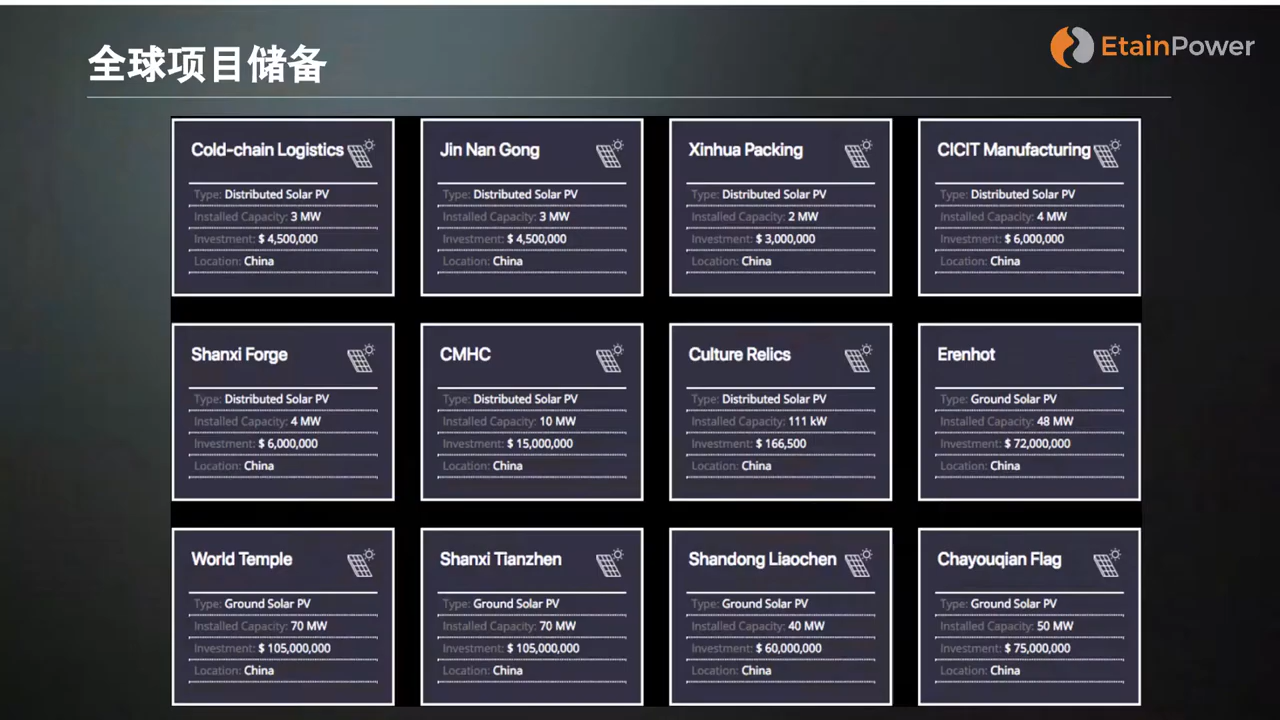 全球项目储备
EtainPower
Cold-chain Logistics
Type: Distributed Solar PV
Installed Capacity: 3 MW
Investment: $ 4,500,000
Location: China
Jin Nan Gong
Type: Distributed Solar PV
Installed Capacity: 3 MW
Investment: $ 4,500,000
Location: China
Xinhua Packing
Type: Distributed Solar PV
Installed Capacity: 2 MW
Investment: $ 3,000,000
Location: China
CICIT Manufacturing
Type: Distributed Solar PV
Installed Capacity: 4 MW
Investment: $ 6,000,000
Location: China
Shanxi Forge
Type: Distributed Solar PV
Installed Capacity: 4 MW
Investment: $ 6,000,000
Location: China
CMHC
Type: Distributed Solar PV
Installed Capacity: 10 MW
Investment: $ 15,000,000
Location: China
Culture Relics
Type: Distributed Solar PV
Installed Capacity: 111 kW
Investment: $ 166,500
Location: China
Erenhot
Type: Ground Solar PV
Installed Capacity: 48 MW
Investment: $ 72,000,000
Location: China
World Temple
Type: Ground Solar PV
Installed Capacity: 70 MW
Investment: $ 105,000,000
Location: China
Shanxi Tianzhen
Type: Ground Solar PV
Installed Capacity: 70 MW
Investment: $ 105,000,000
Location: China
Shandong Liaochen
Type: Ground Solar PV
Installed Capacity: 40 MW
Investment: $ 60,000,000
Location: China
Chayouqian Flag
Type: Ground Solar PV
Installed Capacity: 50 MW
Investment: $ 75,000,000
Location: China